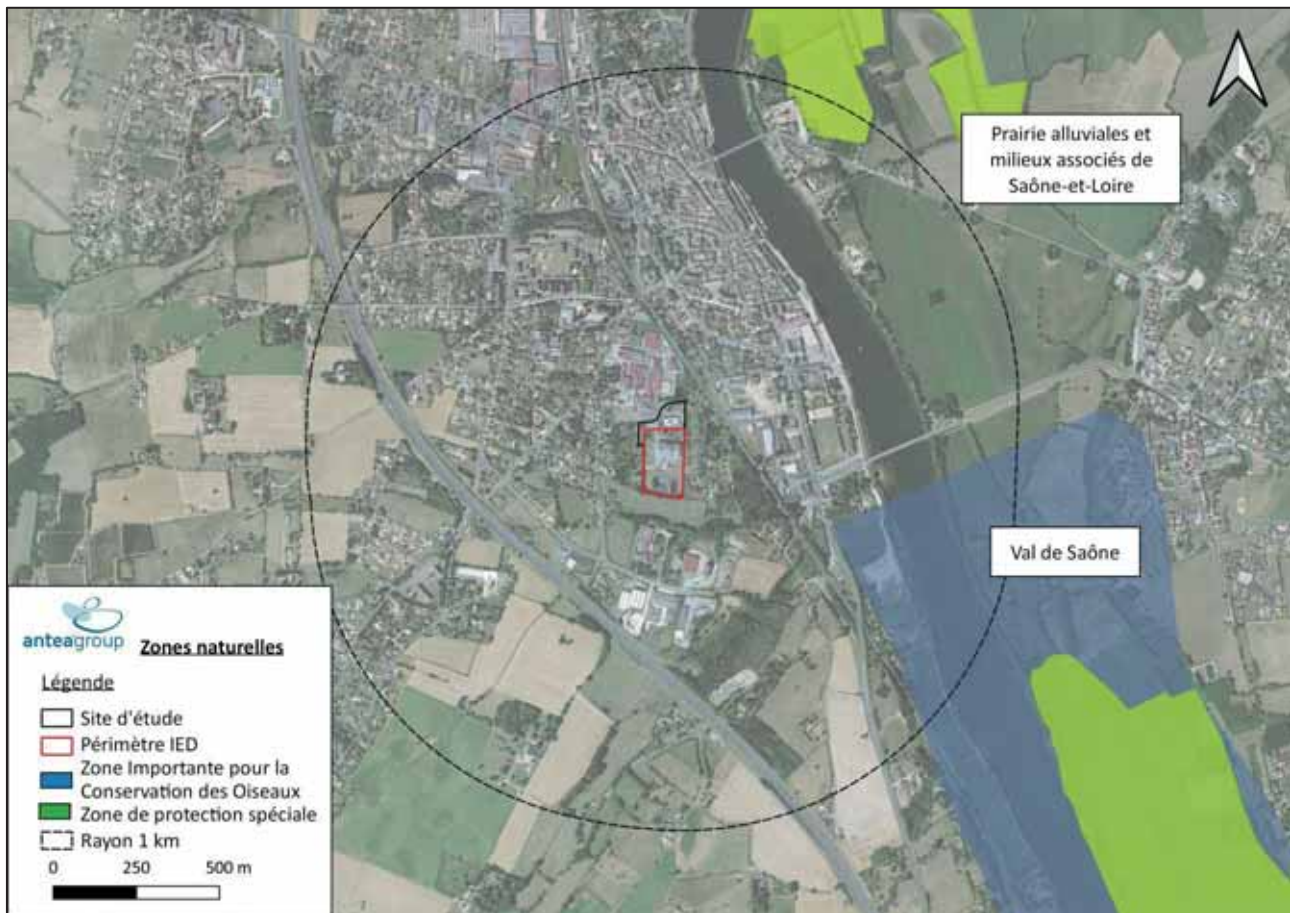 Prairie alluviales et
milieux associés de
Saône-et-Loire
Val de Saône
anteagroup Zones naturelles
Légende
Site d'étude
Périmètre IED
Zone Importante pour la
Conservation des Oiseaux
Zone de protection spéciale
Rayon 1 km
0 250 500 m